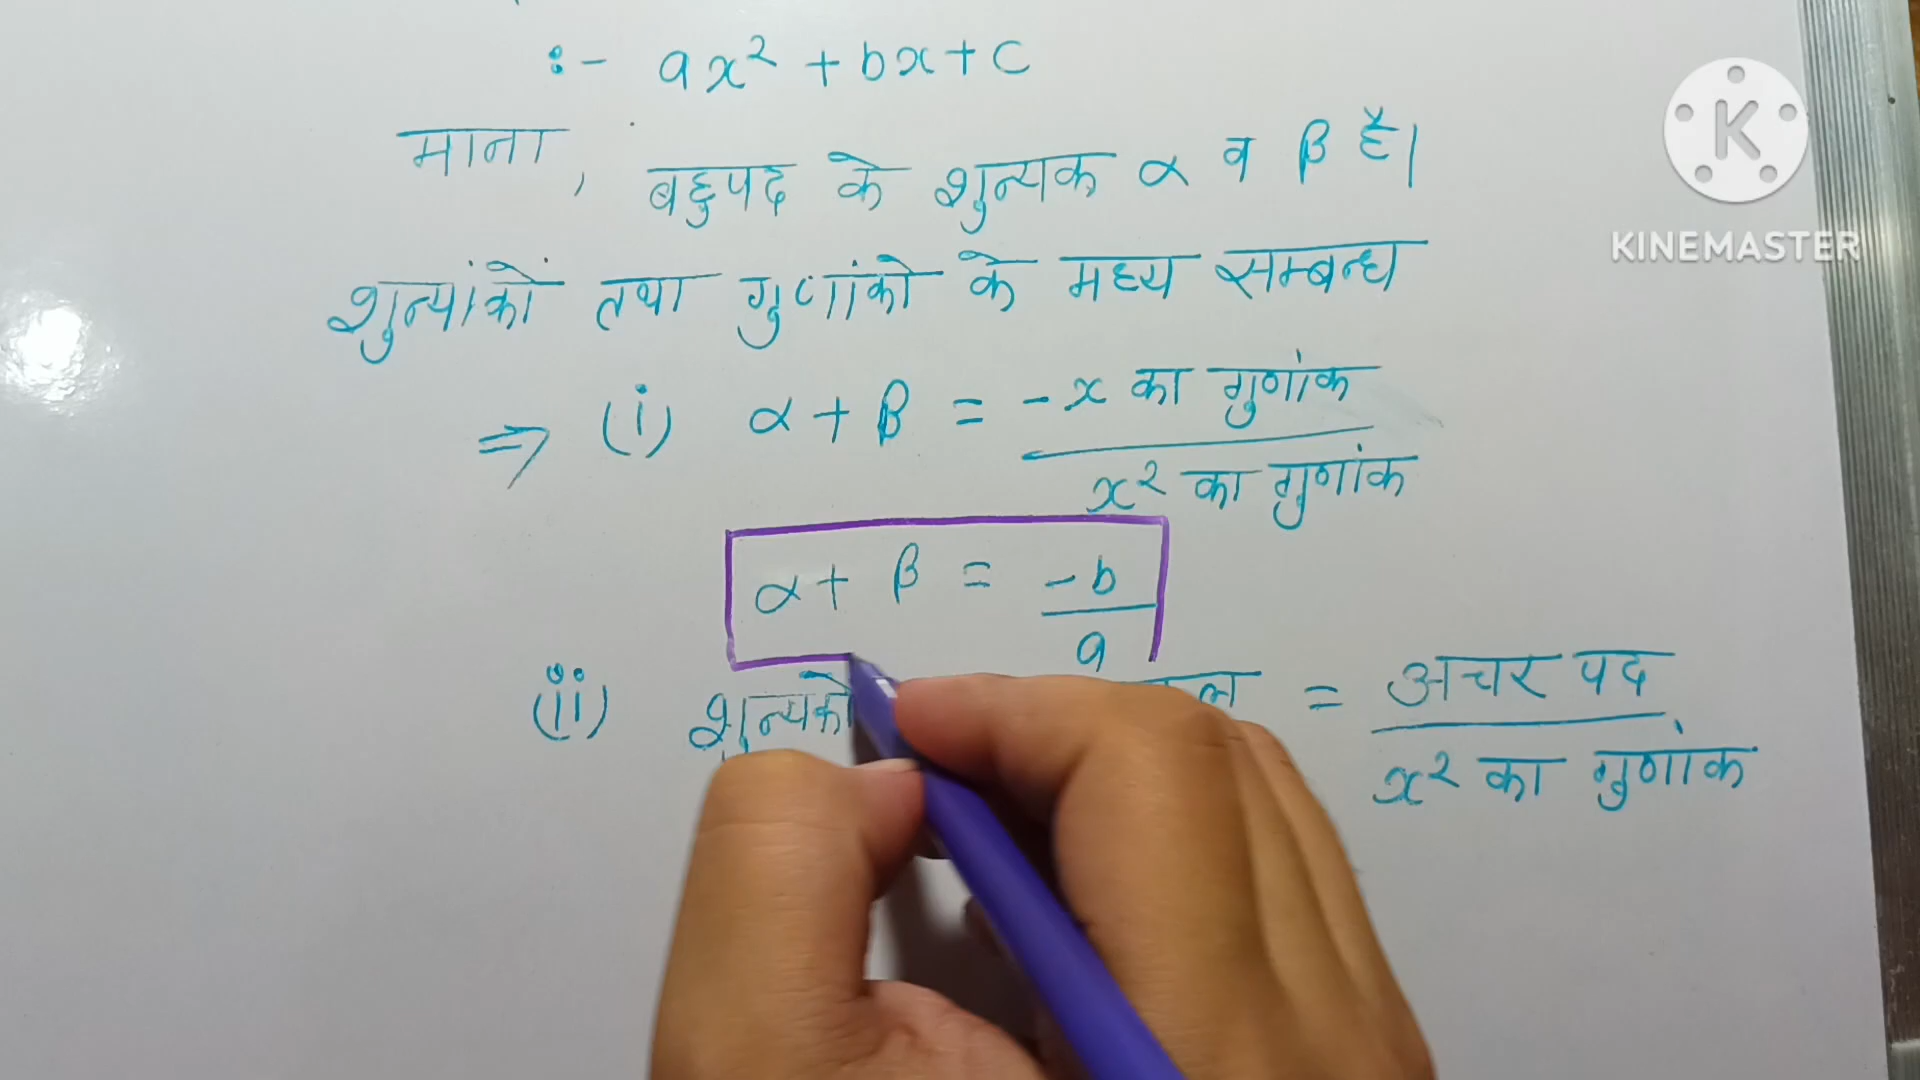 :- ax² + bx + c
माना, बहुपद के शुन्यक α व β है।
शुन्यांकों तथा गुणांको के मध्य सम्बन्ध
⇒ (i) α + β = -x का गुणांक / x² का गुणांक
α + β = -b / a
(ii) शुन्यको = अचर पद / x² का गुणांक
K
KINEMASTER